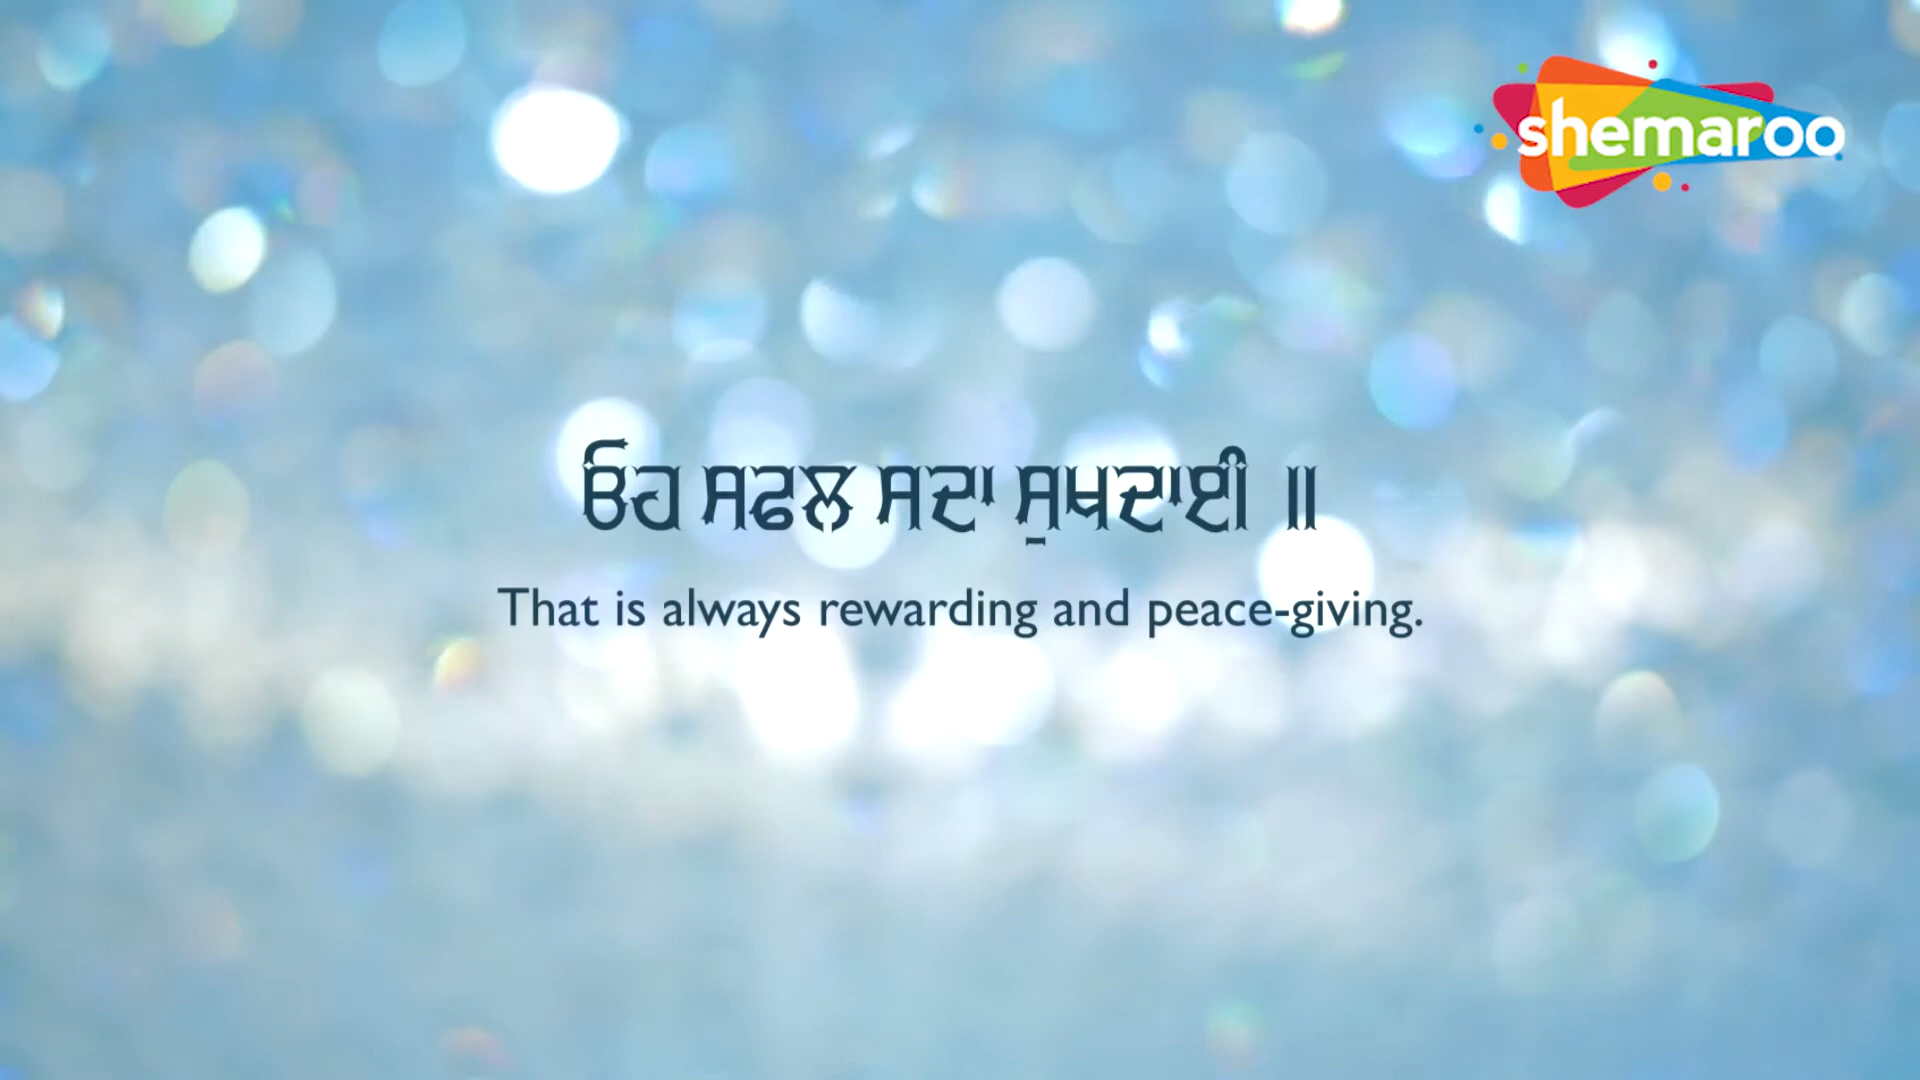 shemaroo
ਓਹ ਸਫਲ ਸਦਾ ਸੁਖਦਾਈ ॥
That is always rewarding and peace-giving.